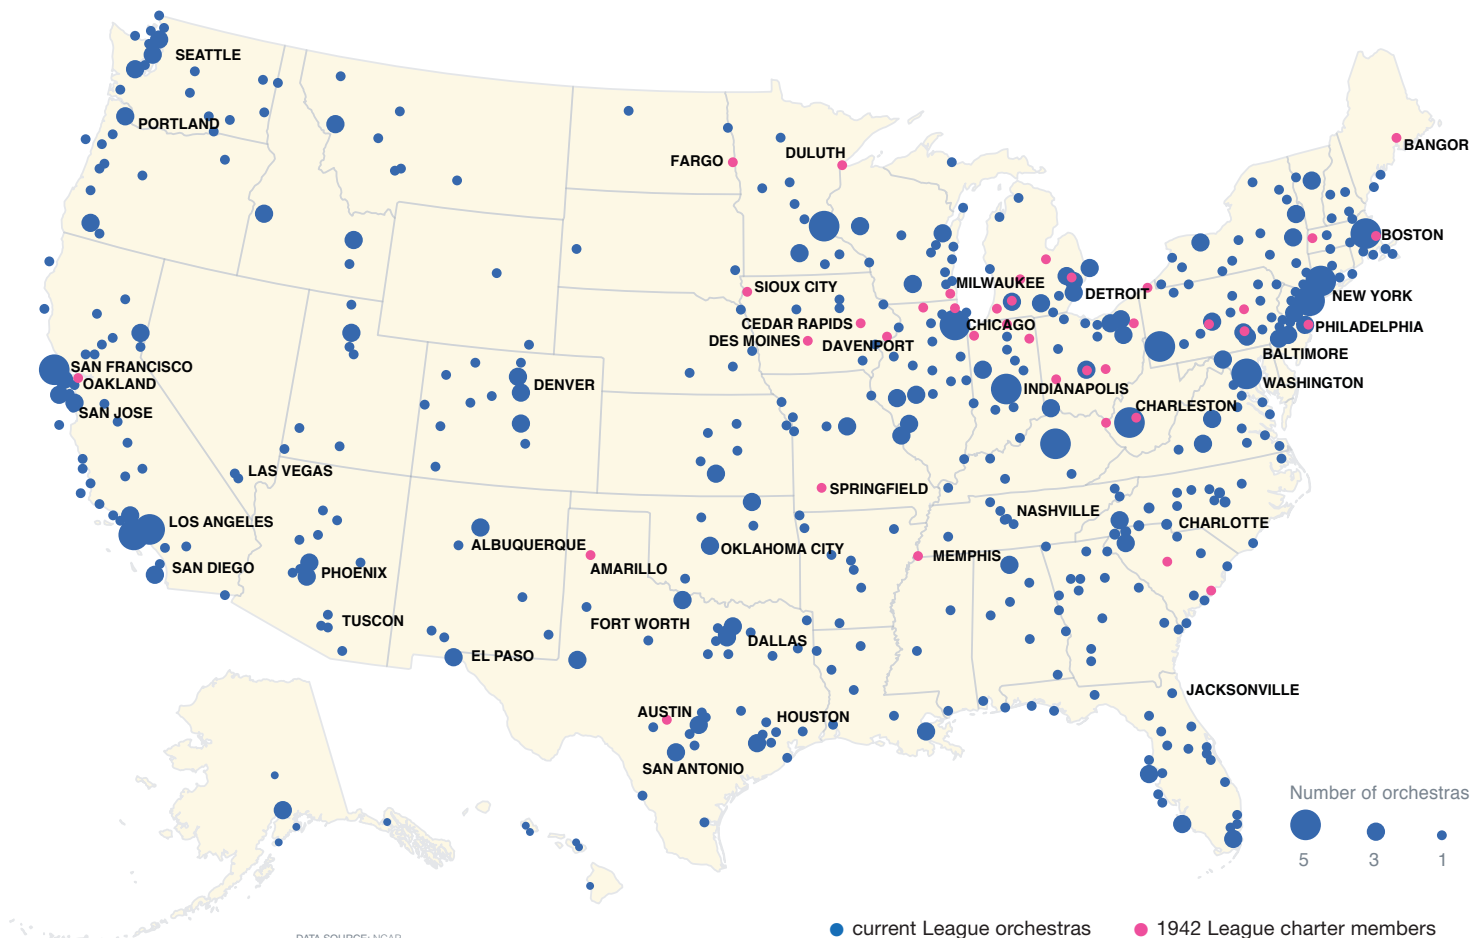 SEATTLE
PORTLAND
FARGO
DULUTH
BANGOR
BOSTON
SIOUX CITY
MILWAUKEE
DETROIT
NEW YORK
CEDAR RAPIDS
CHICAGO
PHILADELPHIA
DES MOINES
DAVENPORT
BALTIMORE
SAN FRANCISCO
OAKLAND
DENVER
INDIANAPOLIS
WASHINGTON
SAN JOSE
CHARLESTON
LAS VEGAS
SPRINGFIELD
NASHVILLE
LOS ANGELES
CHARLOTTE
ALBUQUERQUE
OKLAHOMA CITY
MEMPHIS
SAN DIEGO
PHOENIX
AMARILLO
TUSCON
FORT WORTH
DALLAS
EL PASO
JACKSONVILLE
AUSTIN
HOUSTON
SAN ANTONIO
Number of orchestras
5 3 1
current League orchestras
1942 League charter members
DATA SOURCE: